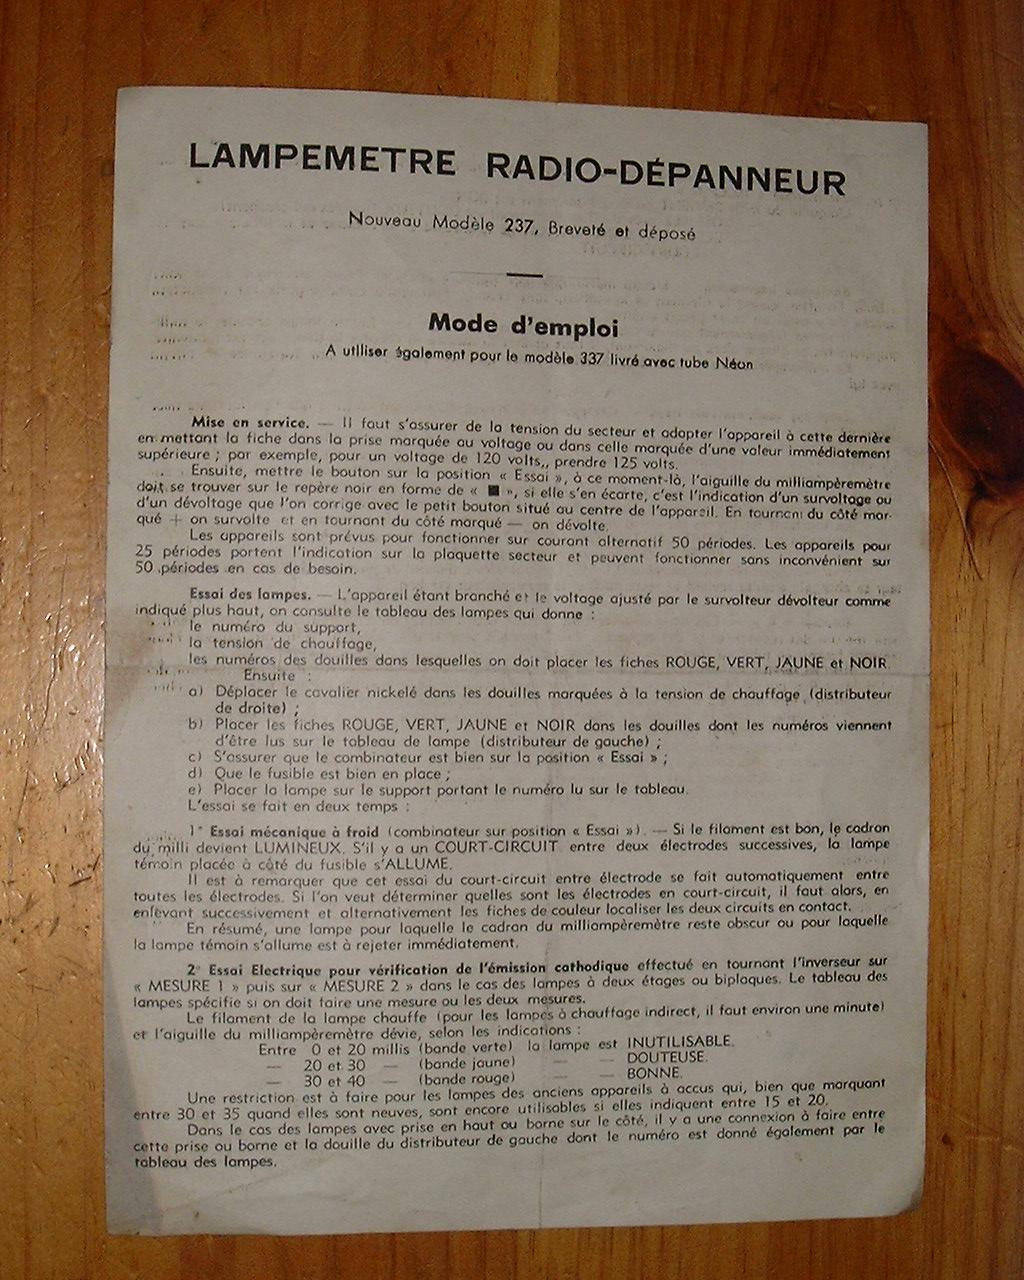 LAMPEMETRE RADIO-DÉPANNEUR
Nouveau Modèle 237, Breveté et déposé
Mode d'emploi
A utiliser également pour le modèle 337 livré avec tube Néon
Mise en service. — Il faut s'assurer de la tension du secteur et adapter l'appareil à cette dernière
en mettant la fiche dans la prise marquée au voltage ou dans celle marquée d'une valeur immédiatement
supérieure ; par exemple, pour un voltage de 120 volts,, prendre 125 volts.
Ensuite, mettre le bouton sur la position « Essai », à ce moment-là, l'aiguille du milliampèremètre
doit se trouver sur le repère noir en forme de « ■ », si elle s'en écarte, c'est l'indication d'un survoltage ou
d'un dévoltage que l'on corrige avec le petit bouton situé au centre de l'appareil. En tournant du côté mar-
qué + on survolte et en tournant du côté marqué — on dévolte.
Les appareils sont prévus pour fonctionner sur courant alternatif 50 périodes. Les appareils pour
25 périodes portent l'indication sur la plaquette secteur et peuvent fonctionner sans inconvénient sur
50 périodes en cas de besoin.
Essai des lampes. — L'appareil étant branché et le voltage ajusté par le survolteur dévolteur comme
indiqué plus haut, on consulte le tableau des lampes qui donne :
le numéro du support,
la tension de chauffage,
les numéros des douilles dans lesquelles on doit placer les fiches ROUGE, VERT, JAUNE et NOIR.
Ensuite :
a) Déplacer le cavalier nickelé dans les douilles marquées à la tension de chauffage (distributeur
de droite) ;
b) Placer les fiches ROUGE, VERT, JAUNE et NOIR dans les douilles dont les numéros viennent
d'être lus sur le tableau de lampe (distributeur de gauche) ;
c) S'assurer que le combinateur est bien sur la position « Essai » ;
d) Que le fusible est bien en place ;
e) Placer la lampe sur le support portant le numéro lu sur le tableau.
L'essai se fait en deux temps :
1° Essai mécanique à froid (combinateur sur position « Essai »). — Si le filament est bon, le cadran
du milli devient LUMINEUX. S'il y a un COURT-CIRCUIT entre deux électrodes successives, la lampe
témoin placée à côté du fusible s'ALLUME.
Il est à remarquer que cet essai du court-circuit entre électrode se fait automatiquement entre
toutes les électrodes. Si l'on veut déterminer quelles sont les électrodes en court-circuit, il faut alors, en
enlevant successivement et alternativement les fiches de couleur localiser les deux circuits en contact.
En résumé, une lampe pour laquelle le cadran du milliampèremètre reste obscur ou pour laquelle
la lampe témoin s'allume est à rejeter immédiatement.
2° Essai Electrique pour vérification de l'émission cathodique effectué en tournant l'inverseur sur
« MESURE 1 » puis sur « MESURE 2 » dans le cas des lampes à deux étages ou biplaques. Le tableau des
lampes spécifie si on doit faire une mesure ou les deux mesures.
Le filament de la lampe chauffe (pour les lampes à chauffage indirect, il faut environ une minute)
et l'aiguille du milliampèremètre dévie, selon les indications :
Entre 0 et 20 millis (bande verte) la lampe est INUTILISABLE.
— 20 et 30 — (bande jaune) — — DOUTEUSE.
— 30 et 40 — (bande rouge) — — BONNE.
Une restriction est à faire pour les lampes des anciens appareils à accus qui, bien que marquant
entre 30 et 35 quand elles sont neuves, sont encore utilisables si elles indiquent entre 15 et 20.
Dans le cas des lampes avec prise en haut ou borne sur le côté, il y a une connexion à faire entre
cette prise ou borne et la douille du distributeur de gauche dont le numéro est donné également par le
tableau des lampes.